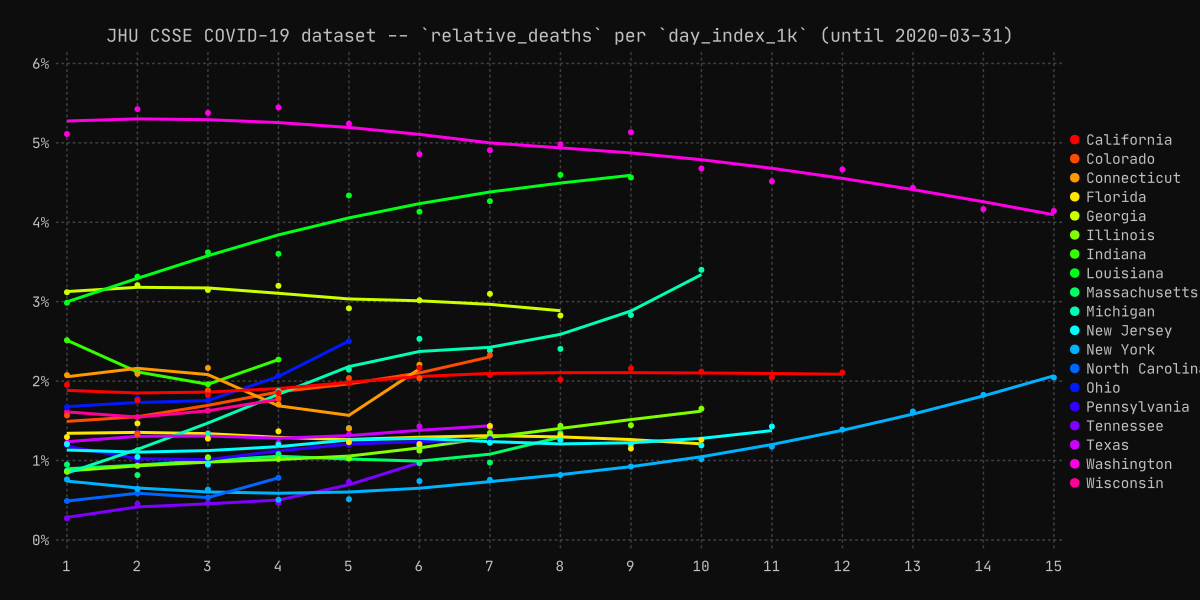 JHU CSSE COVID-19 dataset -- `relative_deaths` per `day_index_1k` (until 2020-03-31)
6%
5%
4%
3%
2%
1%
0%
1 2 3 4 5 6 7 8 9 10 11 12 13 14 15
California
Colorado
Connecticut
Florida
Georgia
Illinois
Indiana
Louisiana
Massachusetts
Michigan
New Jersey
New York
North Carolin
Ohio
Pennsylvania
Tennessee
Texas
Washington
Wisconsin